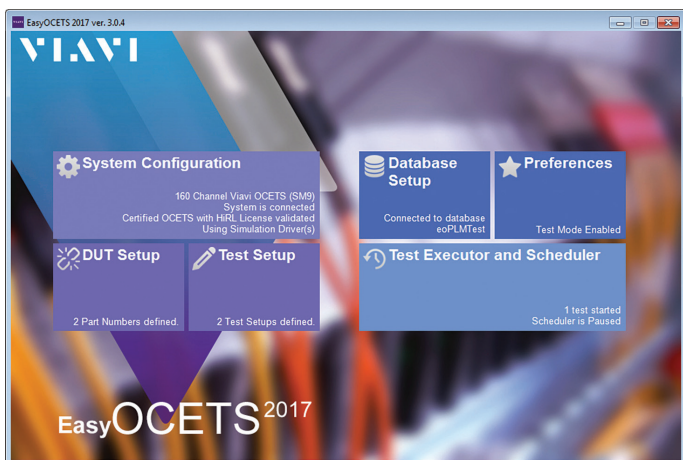 EasyOCETS 2017 ver. 3.0.4
VIAVI
System Configuration
160 Channel Viavi OCETS (SM9)
System is connected
Certified OCETS with HiRL License validated
Using Simulation Driver(s)
Database
Setup
Connected to database
eoPLMTest
Preferences
Test Mode Enabled
DUT Setup
2 Part Numbers defined.
Test Setup
2 Test Setups defined.
Test Executor and Scheduler
1 test started
Scheduler is Paused
EasyOCETS 2017